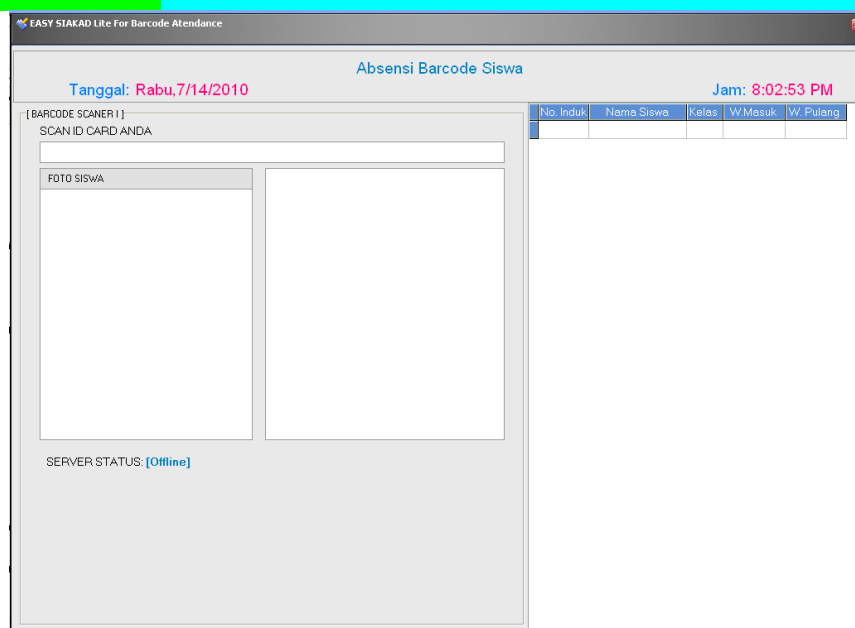 EASY SIAKAD Lite For Barcode Atendance
Absensi Barcode Siswa
Tanggal: Rabu,7/14/2010
Jam: 8:02:53 PM
[ BARCODE SCANER I ]
SCAN ID CARD ANDA
FOTO SISWA
SERVER STATUS: [Offline]
No. Induk Nama Siswa Kelas W.Masuk W. Pulang